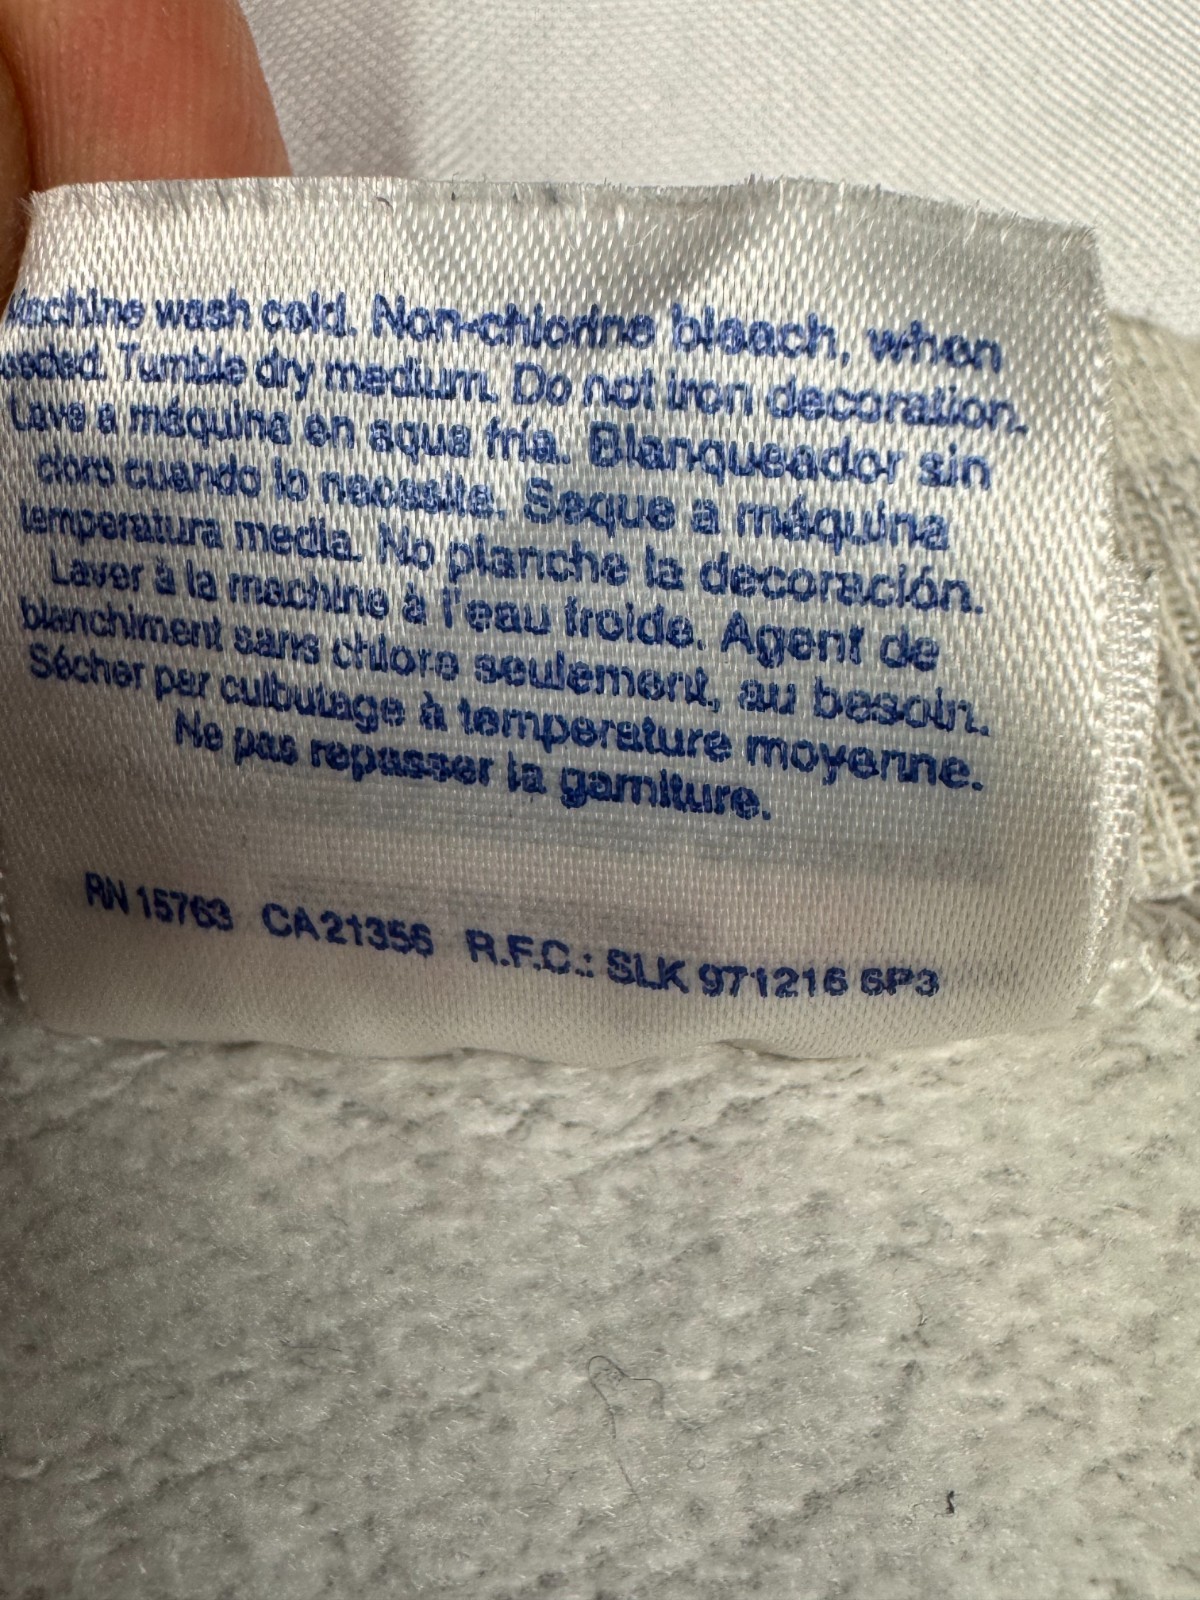 Machine wash cold. Non-chlorine bleach, when
needed. Tumble dry medium. Do not iron decoration.
Lave a máquina en agua fría. Blanqueador sin
cloro cuando lo necesite. Seque a máquina
temperatura media. No planche la decoración.
Laver à la machine à l'eau froide. Agent de
blanchiment sans chlore seulement, au besoin.
Sécher par culbutage à temperature moyenne.
Ne pas repasser la garniture.
RN 15763 CA 21356 R.F.C.: SLK 971216 6P3